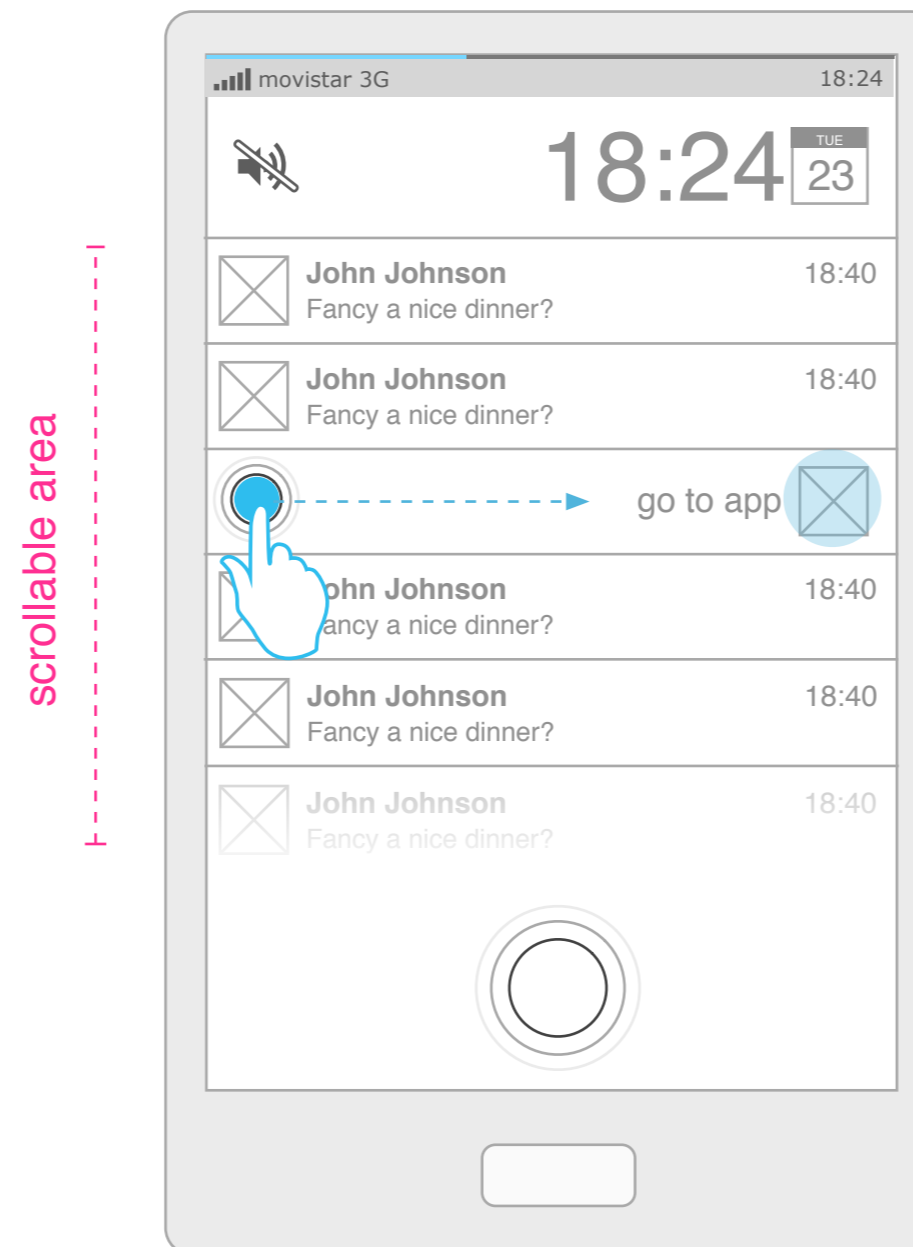 movistar 3G 18:24
18:24 TUE
23
John Johnson 18:40
Fancy a nice dinner?
John Johnson 18:40
Fancy a nice dinner?
scrollable area
go to app
ohn Johnson 18:40
ancy a nice dinner?
John Johnson 18:40
Fancy a nice dinner?
John Johnson 18:40
Fancy a nice dinner?